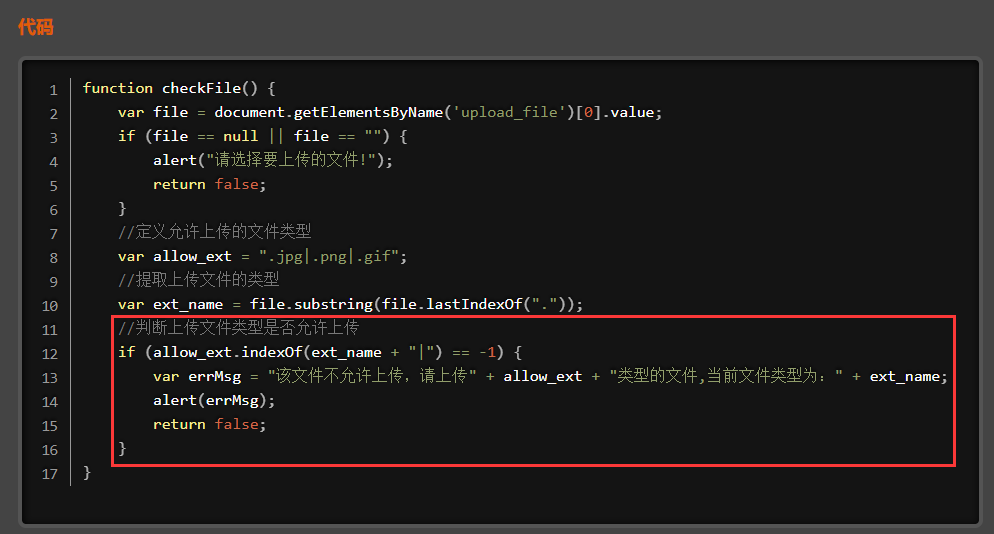 代码
1 function checkFile() {
2     var file = document.getElementsByName('upload_file')[0].value;
3     if (file == null || file == "") {
4         alert("请选择要上传的文件!");
5         return false;
6     }
7     //定义允许上传的文件类型
8     var allow_ext = ".jpg|.png|.gif";
9     //提取上传文件的类型
10     var ext_name = file.substring(file.lastIndexOf("."));
11     //判断上传文件类型是否允许上传
12     if (allow_ext.indexOf(ext_name + "|") == -1) {
13         var errMsg = "该文件不允许上传，请上传" + allow_ext + "类型的文件,当前文件类型为：" + ext_name;
14         alert(errMsg);
15         return false;
16     }
17 }